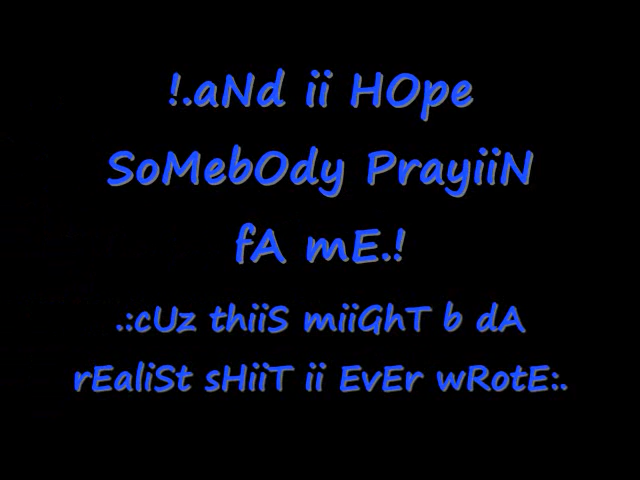 !.aNd ii HOpe
SoMebOdy PrayiiN
fA mE.!
.:cUz thiiS miiGhT b dA
rEaliSt sHiiT ii EvEr wRotE:.